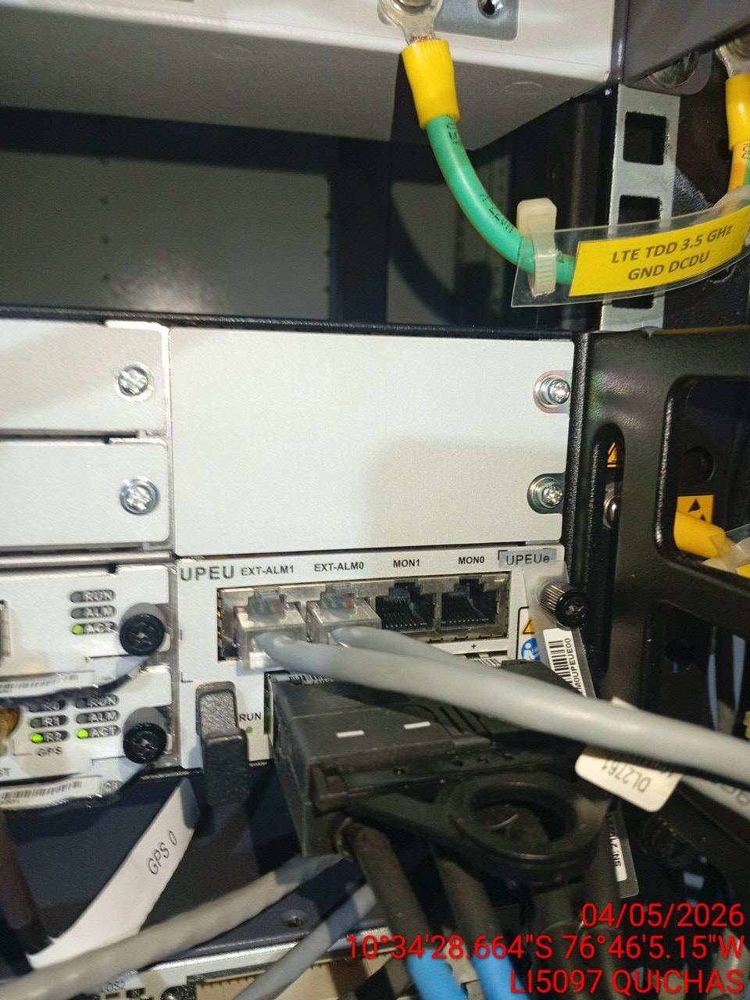 LTE TDD 3.5 GHz
GND DCDU
UPEU EXT-ALM1 EXT-ALM0 MON1 MON0 UPEUe
RUN
ALM
ACT
RUN
R1 ALM
R2 ACT
GPS
RUN
GPS 0
DL2761
04/05/2026
10°34'28.664"S 76°46'5.15"W
LI5097 QUICHAS